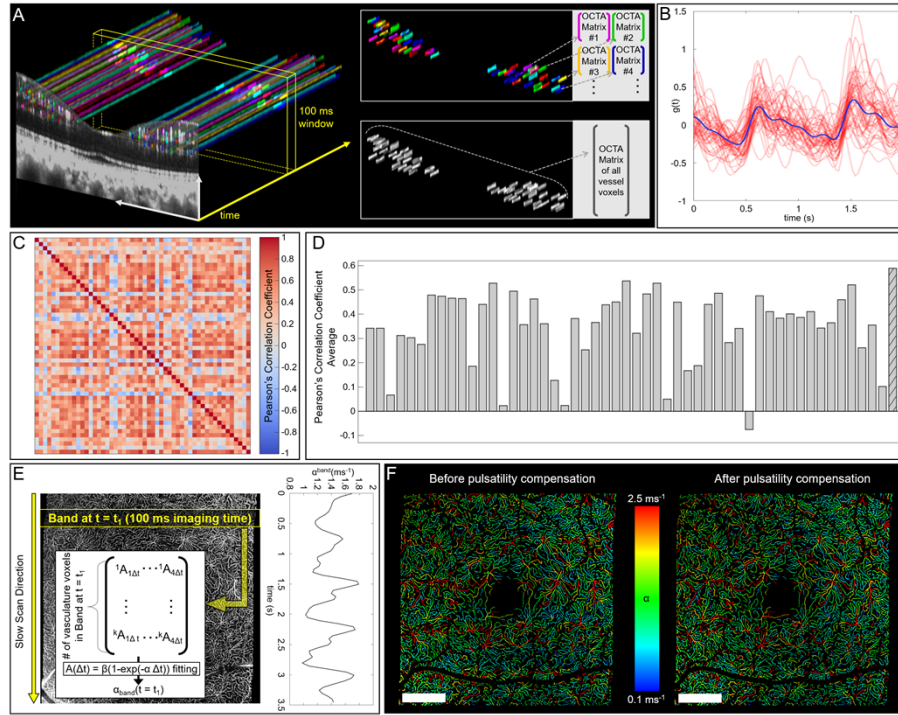 A
100 ms
window
time
OCTA
Matrix
#1
OCTA
Matrix
#2
OCTA
Matrix
#3
OCTA
Matrix
#4
OCTA
Matrix
of all
vessel
voxels
B
g(t)
1.5
1
0.5
0
-0.5
-1
0
0.5
1
1.5
time (s)
C
1
0.8
0.6
0.4
0.2
0
-0.2
-0.4
-0.6
-0.8
-1
Pearson's Correlation Coefficient
D
Pearson's Correlation Coefficient
Average
0.6
0.5
0.4
0.3
0.2
0.1
0
-0.1
E
Slow Scan Direction
Band at t = t₁ (100 ms imaging time)
# of vasculature voxels
in Band at t = t₁
¹A₁Δt ···· ¹A₄Δt
ᵏA₁Δt ····· ᵏA₄Δt
A(Δt) = β(1-exp(-α Δt)) fitting
α_band(t = t₁)
α^band(ms⁻¹)
1
1.2
1.4
1.6
1.8
2
0
0.5
1.0
1.5
2
2.5
3.0
3.5
time (s)
F
Before pulsatility compensation
After pulsatility compensation
2.5 ms⁻¹
α
0.1 ms⁻¹